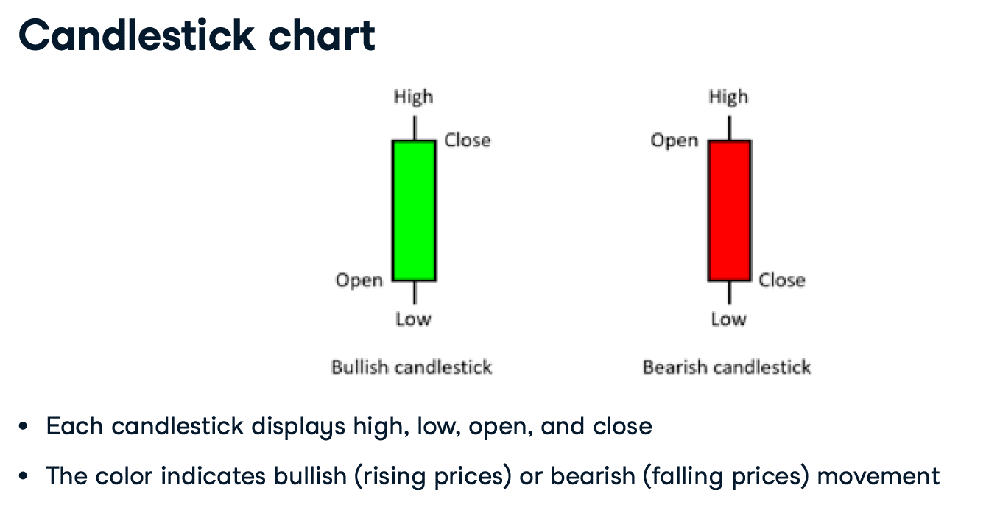 Candlestick chart
High
Close
Open
Low
Bullish candlestick
High
Open
Close
Low
Bearish candlestick
• Each candlestick displays high, low, open, and close
• The color indicates bullish (rising prices) or bearish (falling prices) movement